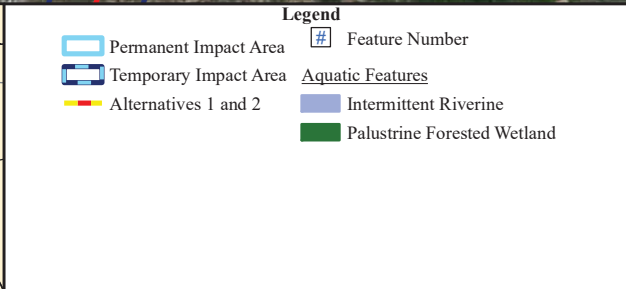 Legend
Permanent Impact Area
Temporary Impact Area
Alternatives 1 and 2
# Feature Number
Aquatic Features
Intermittent Riverine
Palustrine Forested Wetland